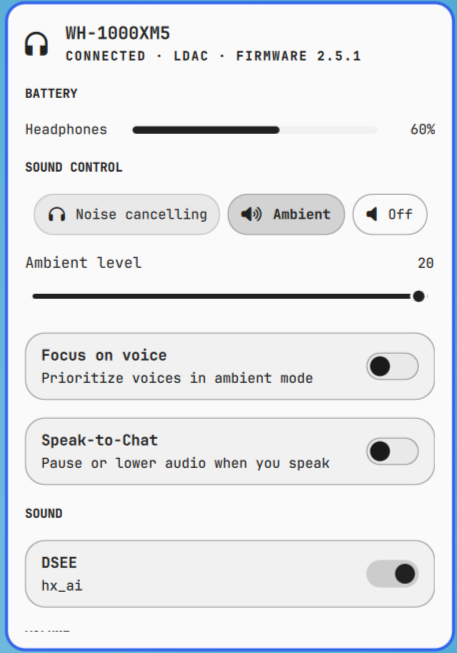 WH-1000XM5
CONNECTED · LDAC · FIRMWARE 2.5.1
BATTERY
Headphones 60%
SOUND CONTROL
Noise cancelling Ambient Off
Ambient level 20
Focus on voice
Prioritize voices in ambient mode
Speak-to-Chat
Pause or lower audio when you speak
SOUND
DSEE
hx_ai